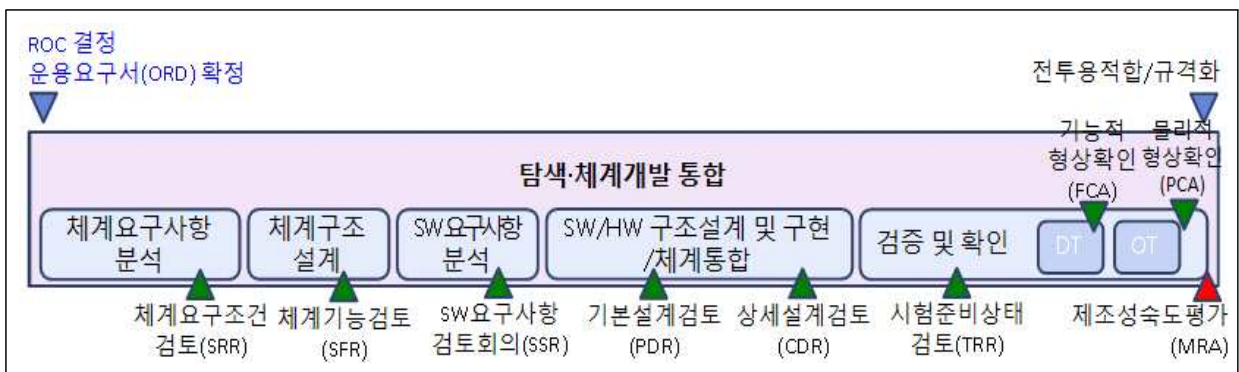 ROC 결정
운용요구서(ORD) 확정
전투용적합/규격화
기능적
형상확인
(FCA)
물리적
형상확인
(PCA)
탐색·체계개발 통합
체계요구사항
분석
체계구조
설계
SW요구사항
분석
SW/HW 구조설계 및 구현
/체계통합
검증 및 확인
DT
OT
체계요구조건
검토(SRR)
체계기능검토
(SFR)
SW요구사항
검토회의(SSR)
기본설계검토
(PDR)
상세설계검토
(CDR)
시험준비상태
검토(TRR)
제조성숙도평가
(MRA)